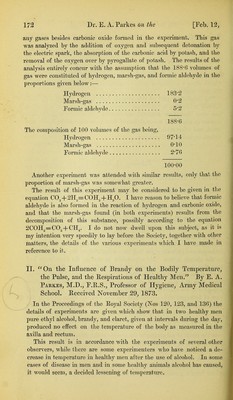 172 Dr. E. A. Parkes on the [Feb. 12,
any gases besides carbonic oxide formed in the experiment. This gas
was analyzed by the addition of oxygen and subsequent detonation by
the electric spark, the absorption of the carbonic acid by potash, and the
removal of the oxygen over by pyrogallate of potash. The results of the
analysis entirely concur with the assumption that the 188·6 volumes of
gas were constituted of hydrogen, marsh-gas, and formic aldehyde in the
proportions given below:—
Hydrogen .................. 183·2
Marsh-gas .................. 0·2
Formic aldehyde .................. 5·2
188·6
The composition of 100 volumes of the gas being,
Hydrogen .................. 97·14
Marsh-gas .................. 0·10
Formic aldehyde .................. 2·76
100·00
Another experiment was attended with similar results, only that the
proportion of marsh-gas was somewhat greater.
The result of this experiment may be considered to be given in the
equation CO₂+2H₂=COH₂+H₂O. I have reason to believe that formic
aldehyde is also formed in the reaction of hydrogen and carbonic oxide,
and that the marsh-gas found (in both experiments) results from the
decomposition of this substance, possibly according to the equation
2COH₂=CO₂+CH₄. I do not now dwell upon this subject, as it is
my intention very speedily to lay before the Society, together with other
matters, the details of the various experiments which I have made in
reference to it.
II. “On the Influence of Brandy on the Bodily Temperature,
the Pulse, and the Respirations of Healthy Men.” By E. A.
Parkes, M.D., F.R.S., Professor of Hygiene, Army Medical
School. Received November 29, 1873.
In the Proceedings of the Royal Society (Nos 120, 123, and 136) the
details of experiments are given which show that in two healthy men
pure ethyl alcohol, brandy, and claret, given at intervals during the day,
produced no effect on the temperature of the body as measured in the
axilla and rectum.
This result is in accordance with the experiments of several other
observers, while there are some experimenters who have noticed a de-
crease in temperature in healthy men after the use of alcohol. In some
cases of disease in men and in some healthy animals alcohol has caused,
it would seem, a decided lessening of temperature.